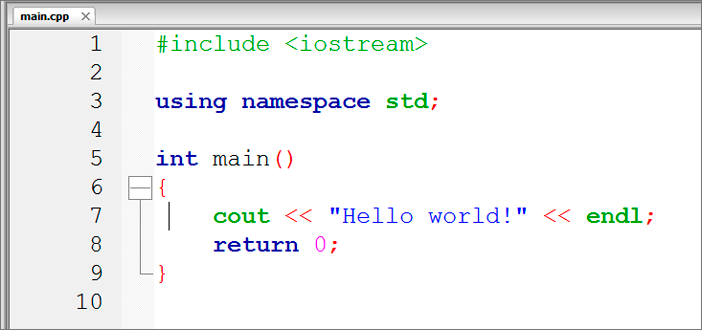 main.cpp
1 #include <iostream>
2
3 using namespace std;
4
5 int main()
6 {
7     cout << "Hello world!" << endl;
8     return 0;
9 }
10